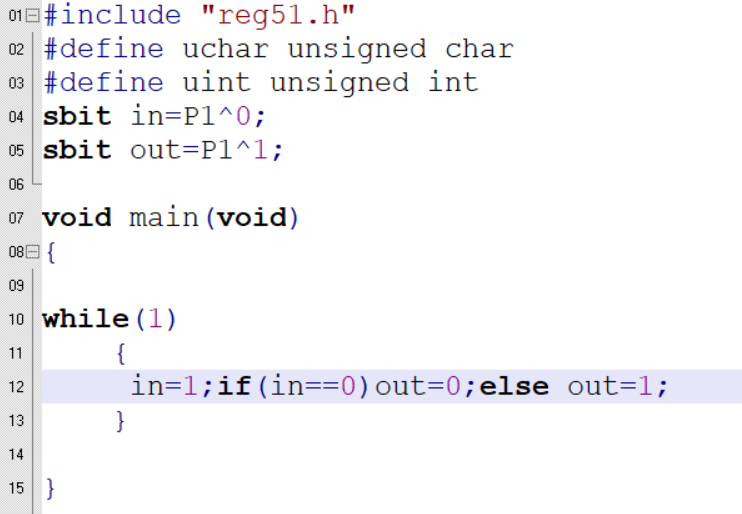 01 #include "reg51.h"
02 #define uchar unsigned char
03 #define uint unsigned int
04 sbit in=P1^0;
05 sbit out=P1^1;
06
07 void main(void)
08 {
09
10 while(1)
11 {
12 in=1;if(in==0)out=0;else out=1;
13 }
14
15 }